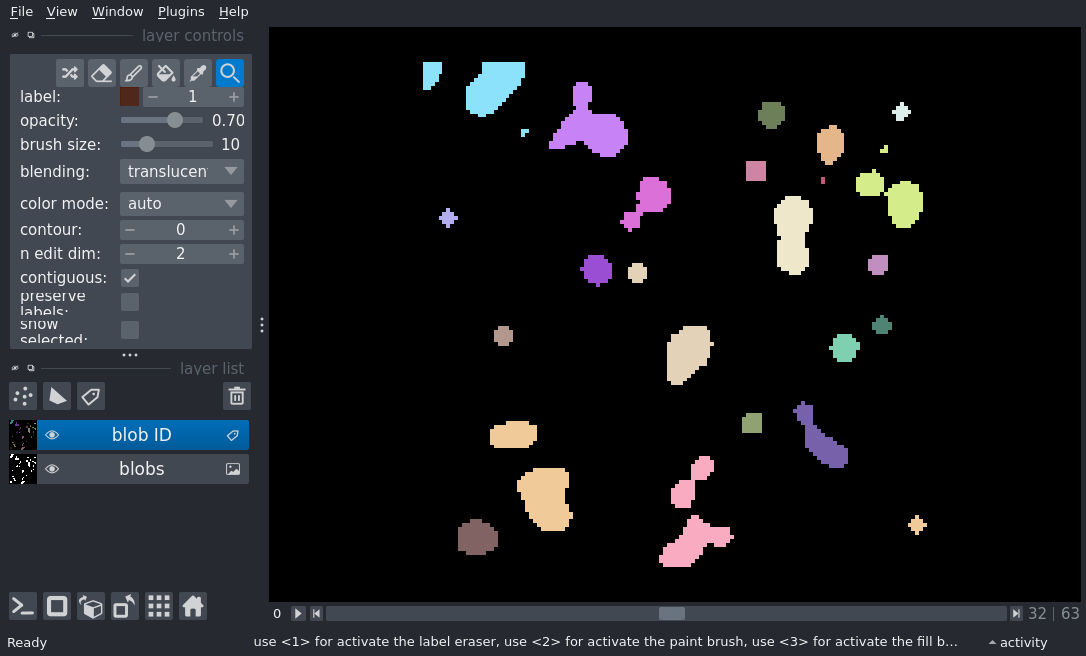 File View Window Plugins Help
layer controls
label: 1
opacity: 0.70
brush size: 10
blending: translucen
color mode: auto
contour: 0
n edit dim: 2
contiguous:
preserve
labels:
show
selected:
layer list
blob ID
blobs
0 32 63
Ready use <1> for activate the label eraser, use <2> for activate the paint brush, use <3> for activate the fill b... activity